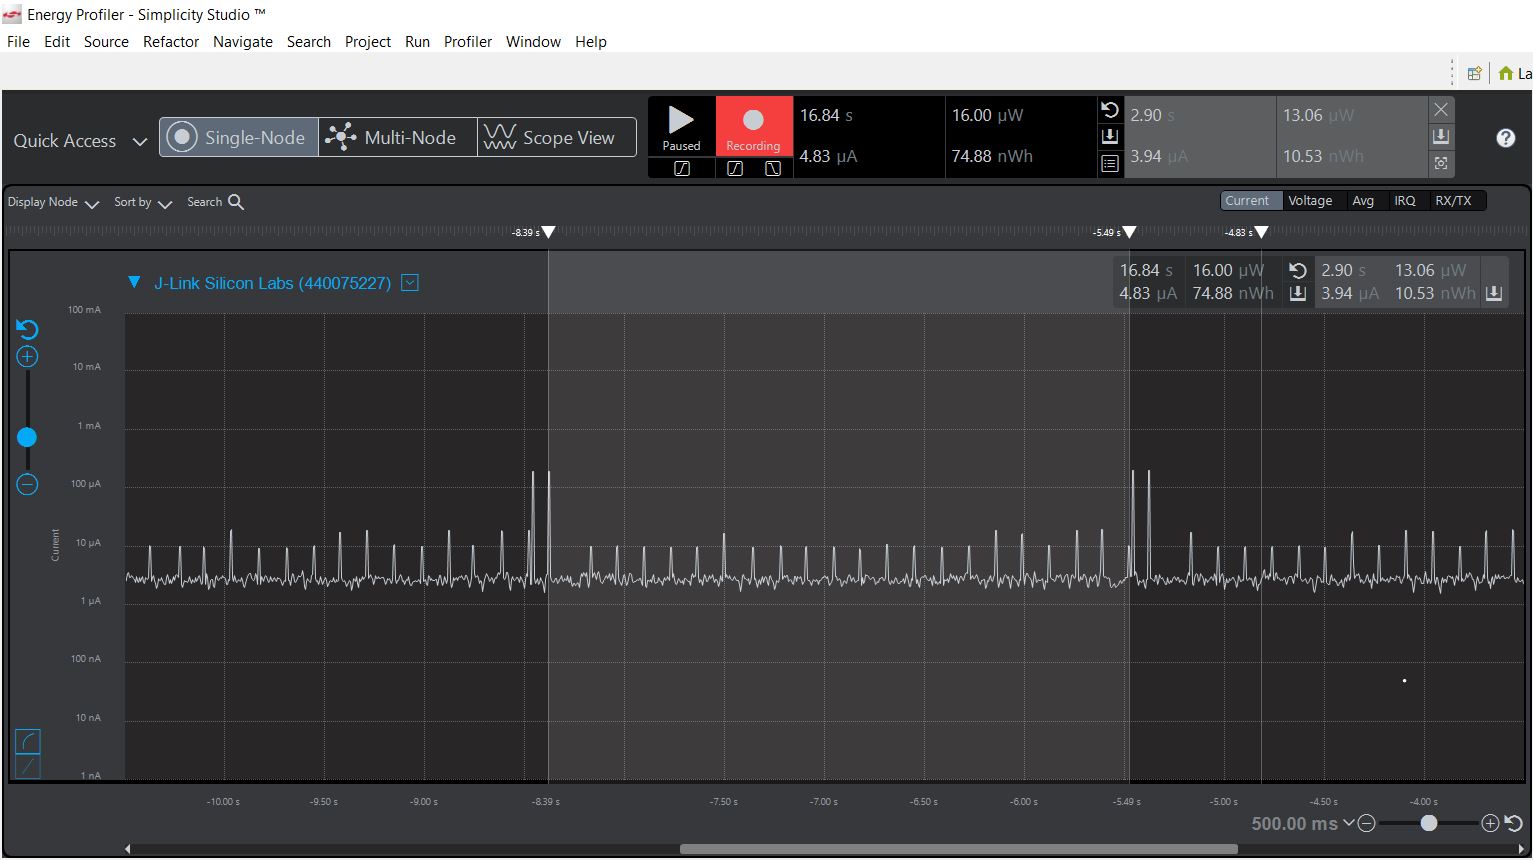 Energy Profiler - Simplicity Studio ™
File Edit Source Refactor Navigate Search Project Run Profiler Window Help
La
Quick Access
Single-Node
Multi-Node
Scope View
Paused
Recording
16.84 s 16.00 µW
4.83 µA 74.88 nWh
2.90 s 13.06 µW
3.94 µA 10.53 nWh
?
Display Node Sort by Search
Current Voltage Avg IRQ RX/TX
-8.39 s -5.49 s -4.83 s
J-Link Silicon Labs (440075227)
16.84 s 16.00 µW 2.90 s 13.06 µW
4.83 µA 74.88 nWh 3.94 µA 10.53 nWh
100 mA
10 mA
1 mA
100 µA
10 µA
1 µA
100 nA
10 nA
1 nA
Current
-10.00 s -9.50 s -9.00 s -8.39 s -7.50 s -7.00 s -6.50 s -6.00 s -5.49 s -5.00 s -4.50 s -4.00 s
500.00 ms